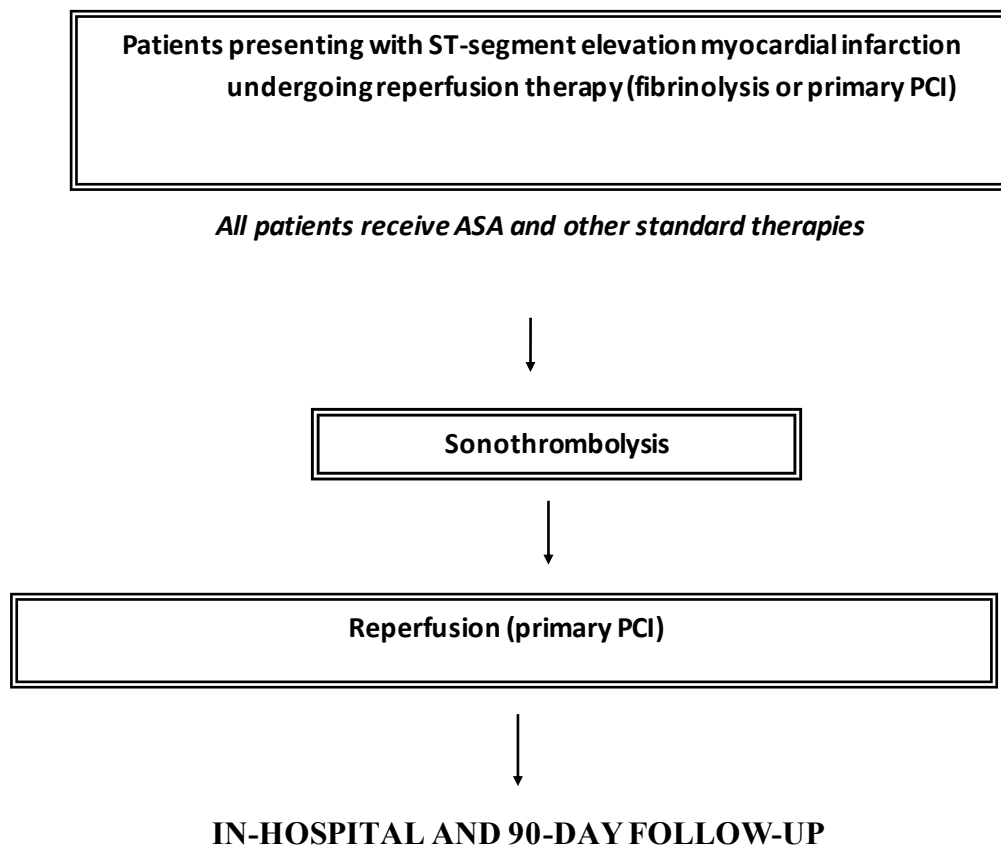 Patients presenting with ST-segment elevation myocardial infarction
undergoing reperfusion therapy (fibrinolysis or primary PCI)
All patients receive ASA and other standard therapies
Sonothrombolysis
Reperfusion (primary PCI)
IN-HOSPITAL AND 90-DAY FOLLOW-UP